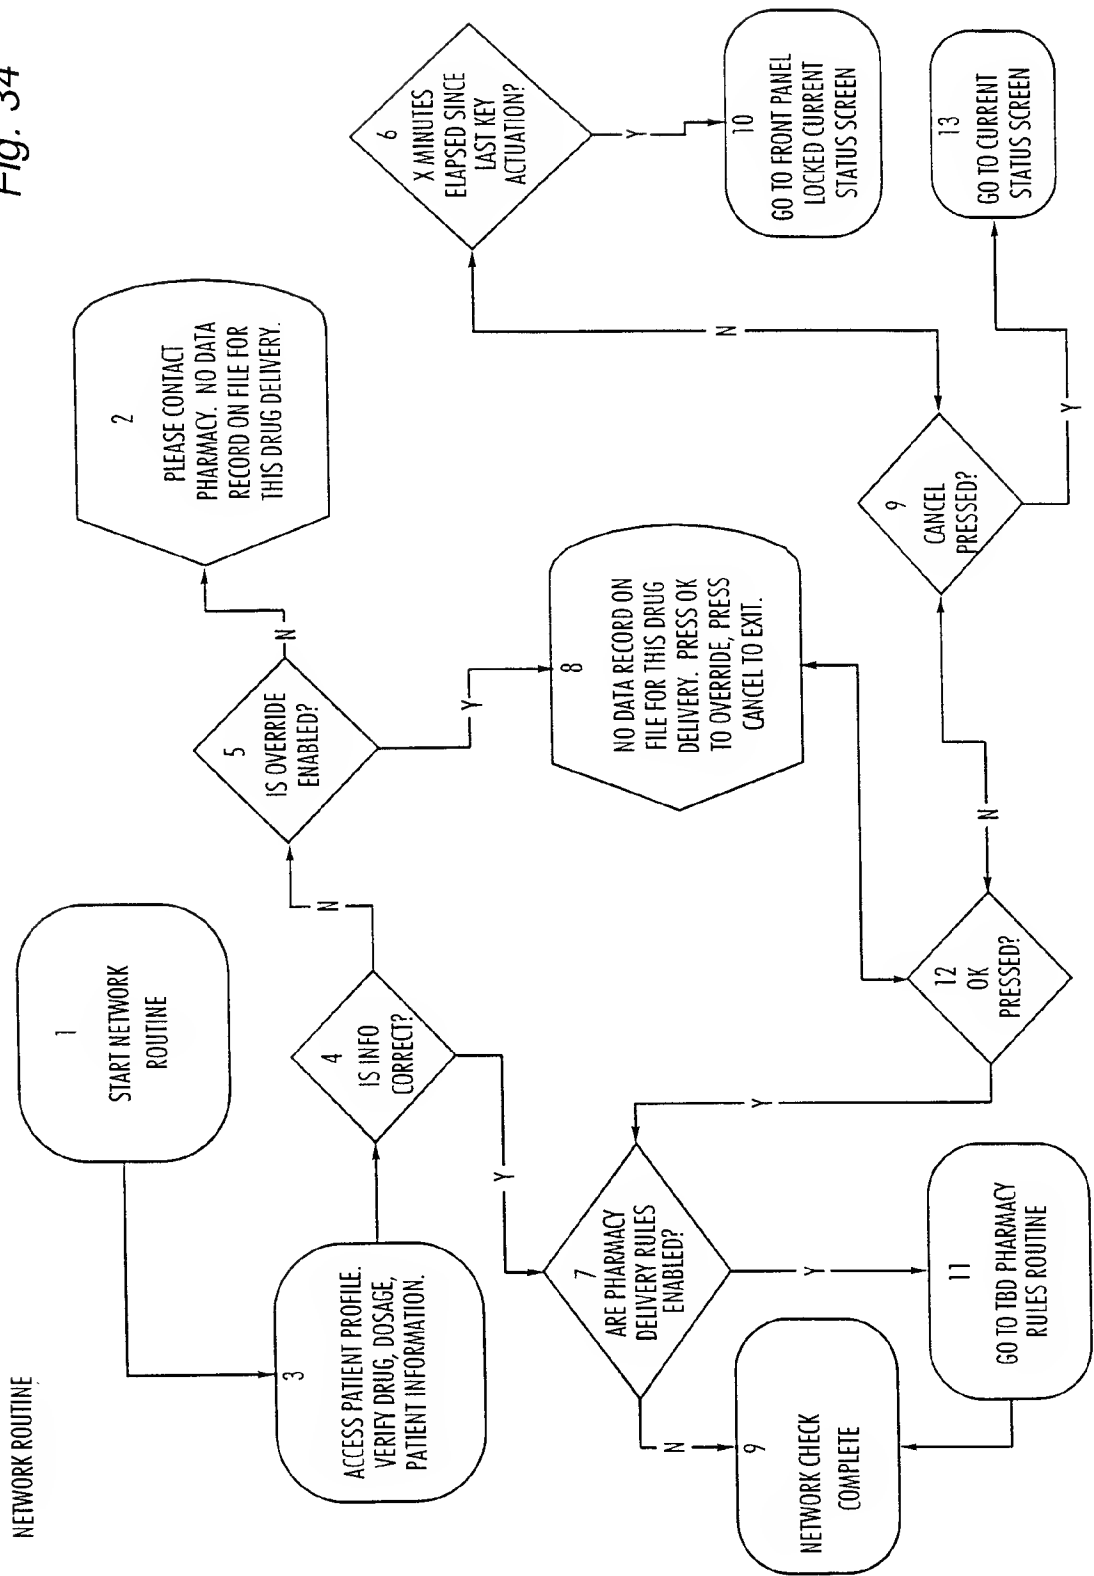 Fig. 34
NETWORK ROUTINE
1
START NETWORK
ROUTINE
2
PLEASE CONTACT
PHARMACY. NO DATA
RECORD ON FILE FOR
THIS DRUG DELIVERY.
3
ACCESS PATIENT PROFILE.
VERIFY DRUG, DOSAGE,
PATIENT INFORMATION.
4
IS INFO
CORRECT?
N
Y
5
IS OVERRIDE
ENABLED?
N
Y
6
X MINUTES
ELAPSED SINCE
LAST KEY
ACTUATION?
Y
7
ARE PHARMACY
DELIVERY RULES
ENABLED?
N
Y
8
NO DATA RECORD ON
FILE FOR THIS DRUG
DELIVERY. PRESS OK
TO OVERRIDE, PRESS
CANCEL TO EXIT.
9
CANCEL
PRESSED?
N
Y
10
GO TO FRONT PANEL
LOCKED CURRENT
STATUS SCREEN
9
NETWORK CHECK
COMPLETE
11
GO TO TBD PHARMACY
RULES ROUTINE
12
OK
PRESSED?
Y
N
13
GO TO CURRENT
STATUS SCREEN